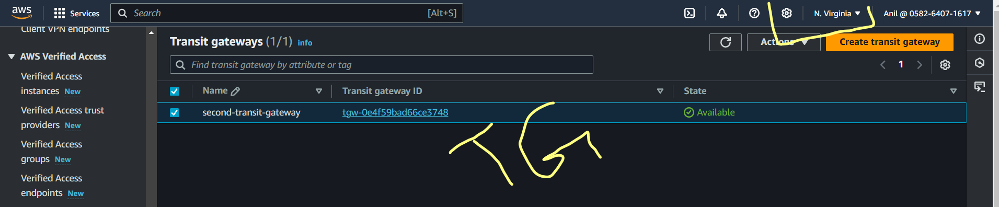 aws Services Search [Alt+S] N. Virginia Anil @ 0582-6407-1617
Client VPN endpoints
AWS Verified Access
Verified Access
instances New
Verified Access trust
providers New
Verified Access
groups New
Verified Access
endpoints New
Transit gateways (1/1) info Actions Create transit gateway
Find transit gateway by attribute or tag 1
Name Transit gateway ID State
second-transit-gateway tgw-0e4f59bad66ce3748 Available
TG